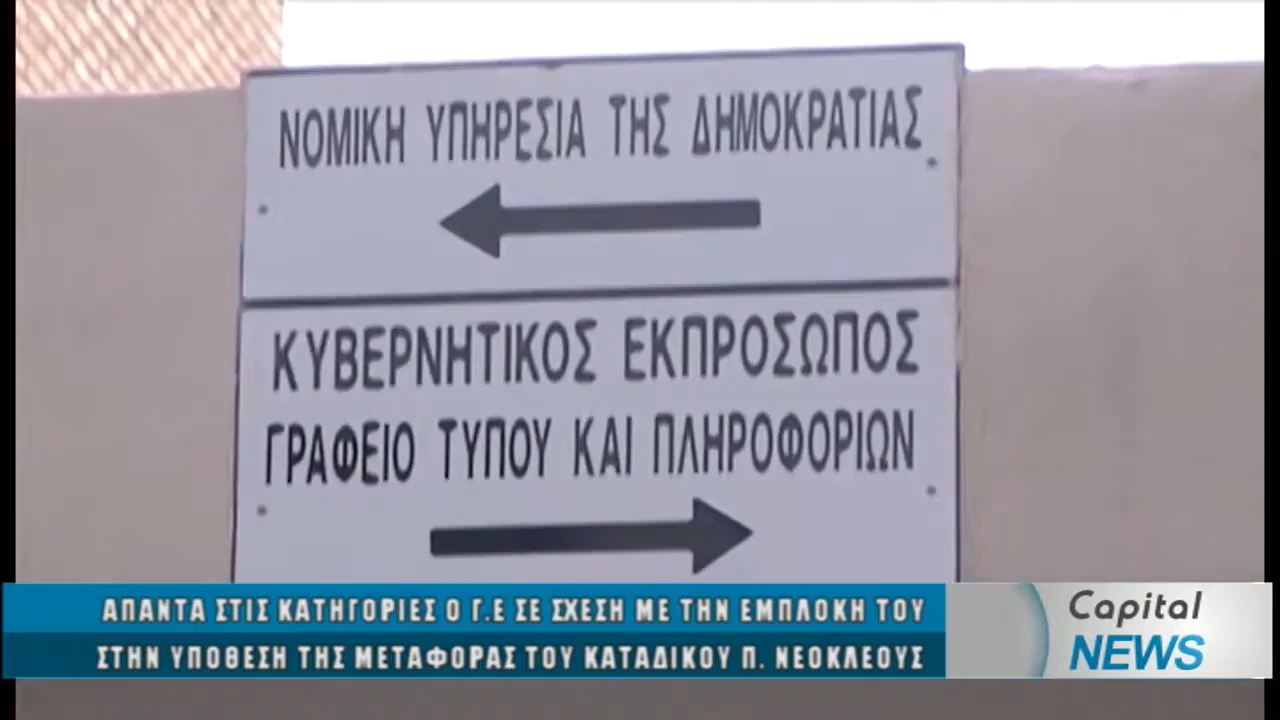 ΝΟΜΙΚΗ ΥΠΗΡΕΣΙΑ ΤΗΣ ΔΗΜΟΚΡΑΤΙΑΣ
ΚΥΒΕΡΝΗΤΙΚΟΣ ΕΚΠΡΟΣΩΠΟΣ
ΓΡΑΦΕΙΟ ΤΥΠΟΥ ΚΑΙ ΠΛΗΡΟΦΟΡΙΩΝ
ΑΠΑΝΤΑ ΣΤΙΣ ΚΑΤΗΓΟΡΙΕΣ Ο Γ.Ε ΣΕ ΣΧΕΣΗ ΜΕ ΤΗΝ ΕΜΠΛΟΚΗ ΤΟΥ
ΣΤΗΝ ΥΠΟΘΕΣΗ ΤΗΣ ΜΕΤΑΦΟΡΑΣ ΤΟΥ ΚΑΤΑΔΙΚΟΥ Π. ΝΕΟΚΛΕΟΥΣ
Capital
NEWS